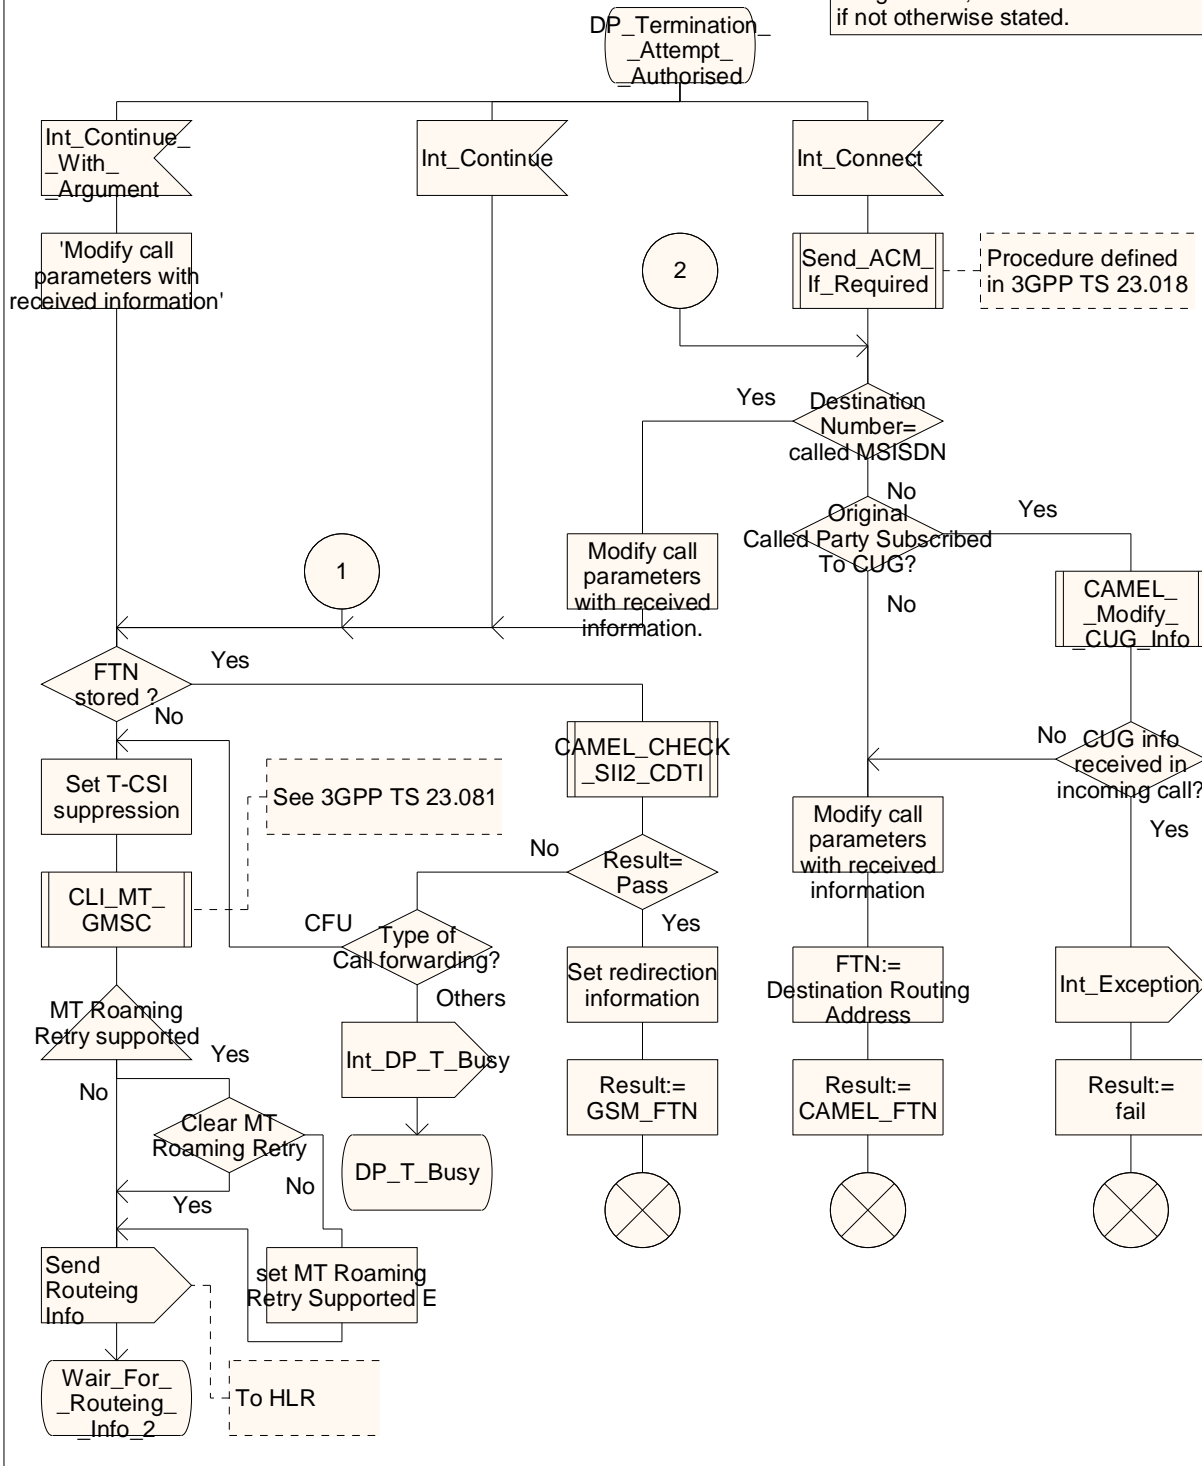 if not otherwise stated.
DP_Termination_
_Attempt_
_Authorised
Int_Continue_
_With_
_Argument
Int_Continue
Int_Connect
'Modify call
parameters with
received information'
2
Send_ACM_
If_Required
Procedure defined
in 3GPP TS 23.018
Yes
Destination
Number=
called MSISDN
No
Original
Called Party Subscribed
To CUG?
Yes
No
1
Modify call
parameters
with received
information.
CAMEL_
_Modify_
_CUG_Info
FTN
stored ?
Yes
No
CAMEL_CHECK
_SII2_CDTI
No
CUG info
received in
incoming call?
Yes
Set T-CSI
suppression
See 3GPP TS 23.081
Modify call
parameters
with received
information
No
Result=
Pass
Yes
CLI_MT_
GMSC
CFU
Type of
Call forwarding?
Others
Set redirection
information
FTN:=
Destination Routing
Address
Int_Exception
MT Roaming
Retry supported
Yes
No
Int_DP_T_Busy
Result:=
GSM_FTN
Result:=
CAMEL_FTN
Result:=
fail
Clear MT
Roaming Retry
No
Yes
DP_T_Busy
Send
Routeing
Info
set MT Roaming
Retry Supported E
Wair_For_
_Routeing_
_Info_2
To HLR